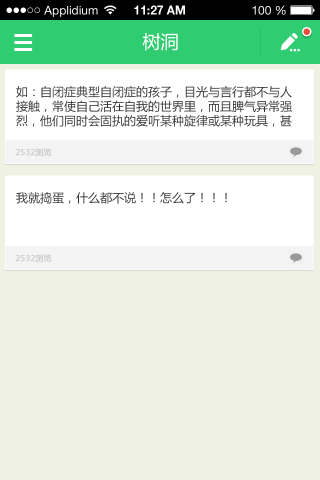 Applidium 11:27 AM 100 %
树洞
如：自闭症典型自闭症的孩子，目光与言行都不与人
接触，常使自己活在自我的世界里，而且脾气异常强
烈，他们同时会固执的爱听某种旋律或某种玩具，甚
2532浏览
我就捣蛋，什么都不说！！怎么了！！！
2532浏览